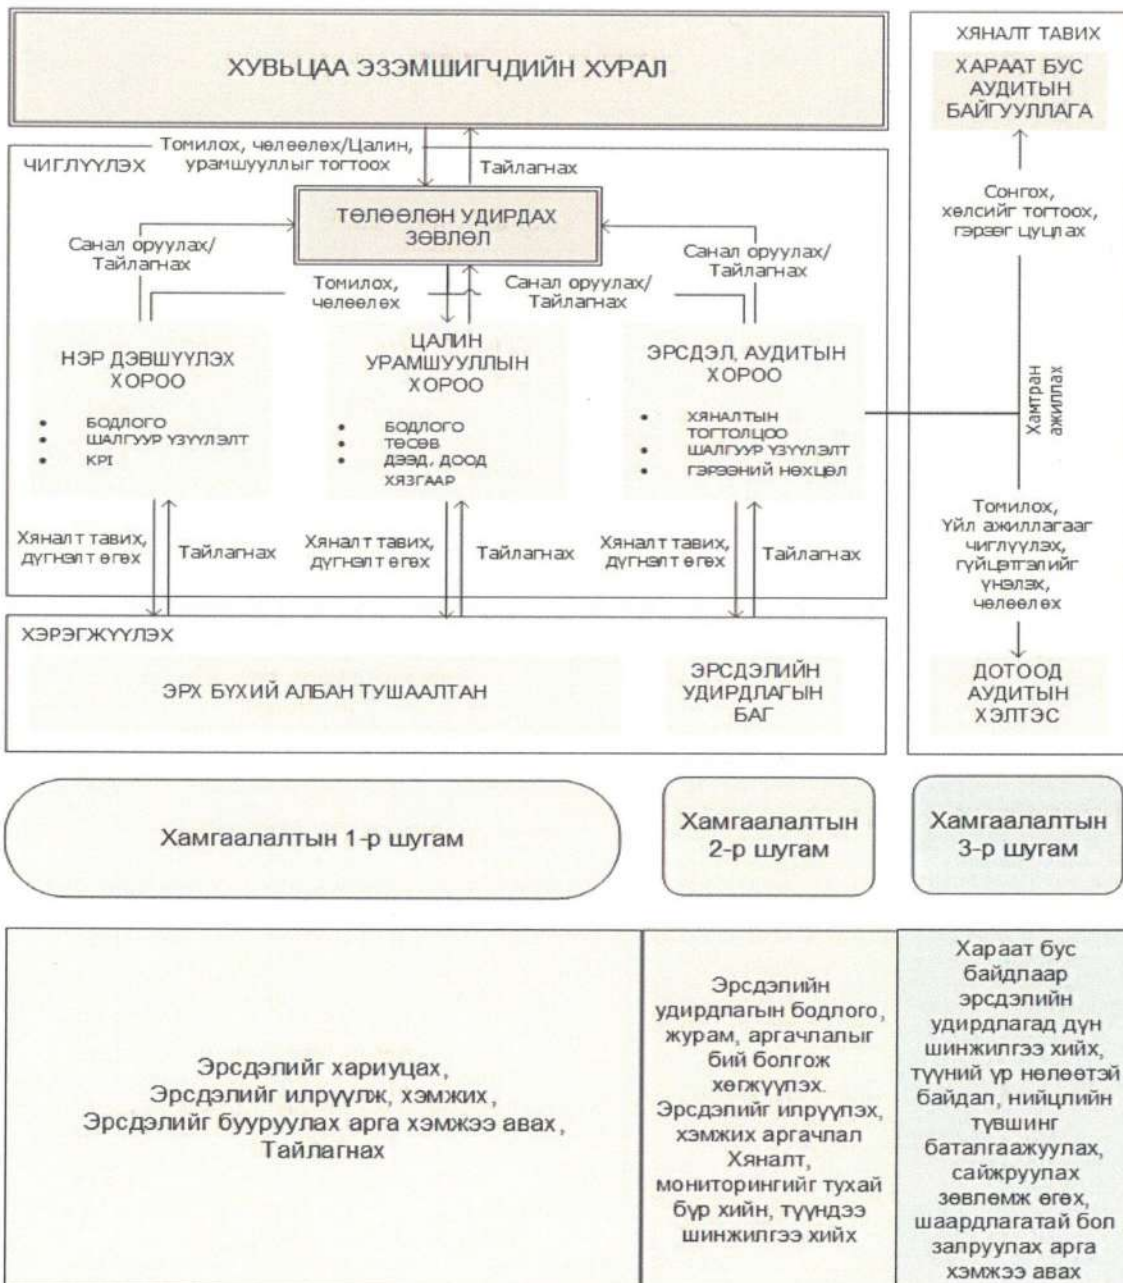 ХУВЬЦАА ЭЗЭМШИГЧДИЙН ХУРАЛ
Томилох, чөлөөлөх/Цалин,
урамшууллыг тогтоох
Тайлагнах
ЧИГЛҮҮЛЭХ
ТӨЛӨӨЛӨН УДИРДАХ
ЗӨВЛӨЛ
Санал оруулах/
Тайлагнах
Томилох,
чөлөөлөх
Санал оруулах/
Тайлагнах
Санал оруулах/
Тайлагнах
НЭР ДЭВШҮҮЛЭХ
ХОРОО
• БОДЛОГО
• ШАЛГУУР ҮЗҮҮЛЭЛТ
• KPI
ЦАЛИН
УРАМШУУЛЛЫН
ХОРОО
• БОДЛОГО
• ТӨСӨВ
• ДЭЭД, ДООД
ХЯЗГААР
ЭРСДЭЛ, АУДИТЫН
ХОРОО
• ХЯНАЛТЫН
ТОГТОЛЦОО
• ШАЛГУУР ҮЗҮҮЛЭЛТ
• ГЭРЭЭНИЙ НӨХЦӨЛ
Хяналт тавих,
дүгнэлт өгөх
Тайлагнах
Хяналт тавих,
дүгнэлт өгөх
Тайлагнах
Хяналт тавих,
дүгнэлт өгөх
Тайлагнах
ХЭРЭГЖҮҮЛЭХ
ЭРХ БҮХИЙ АЛБАН ТУШААЛТАН
ЭРСДЭЛИЙН
УДИРДЛАГЫН
БАГ
ХЯНАЛТ ТАВИХ
ХАРААТ БУС
АУДИТЫН
БАЙГУУЛЛАГА
Сонгох,
хөлсийг тогтоох,
гэрээг цуцлах
Хамтран
ажиллах
Томилох,
Үйл ажиллагааг
чиглүүлэх,
гүйцэтгэлийг
үнэлэх,
чөлөөлөх
ДОТООД
АУДИТЫН
ХЭЛТЭС
Хамгаалалтын 1-р шугам
Хамгаалалтын
2-р шугам
Хамгаалалтын
3-р шугам
Эрсдэлийг хариуцах,
Эрсдэлийг илрүүлж, хэмжих,
Эрсдэлийг бууруулах арга хэмжээ авах,
Тайлагнах
Эрсдэлийн
удирдлагын бодлого,
журам, аргачлалыг
бий болгож
хөгжүүлэх.
Эрсдэлийг илрүүлэх,
хэмжих аргачлал
Хяналт,
мониторингийг тухай
бүр хийн, түүндээ
шинжилгээ хийх
Хараат бус
байдлаар
эрсдэлийн
удирдлагад дүн
шинжилгээ хийх,
түүний үр нөлөөтэй
байдал, нийцлийн
түвшинг
баталгаажуулах,
сайжруулах
зөвлөмж өгөх,
шаардлагатай бол
залруулах арга
хэмжээ авах